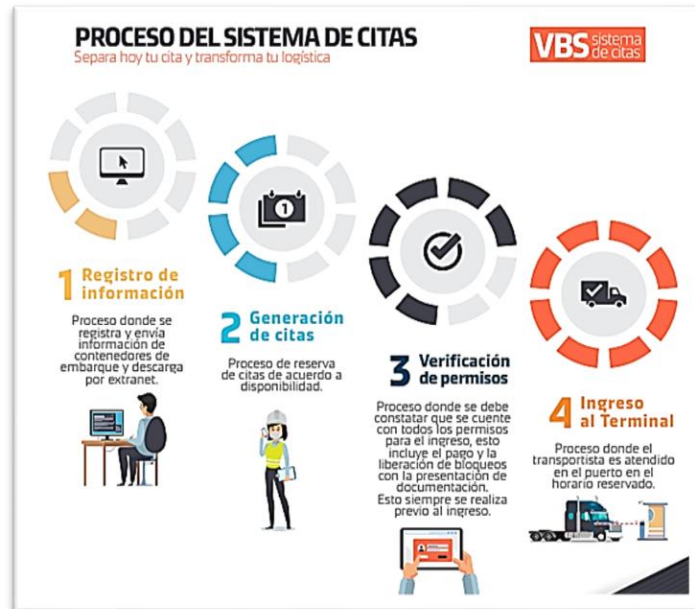 PROCESO DEL SISTEMA DE CITAS
Separa hoy tu cita y transforma tu logística
VBS sistema
de citas
1 Registro de
información
Proceso donde se
registra y envía
información de
contenedores de
embarque y descarga
por extranet.
1
2 Generación
de citas
Proceso de reserva
de citas de acuerdo a
disponibilidad.
3 Verificación
de permisos
Proceso donde se debe
constatar que se cuente
con todos los permisos
para el ingreso, esto
incluye el pago y la
liberación de bloqueos
con la presentación de
documentación.
Esto siempre se realiza
previo al ingreso.
4 Ingreso
al Terminal
Proceso donde el
transportista es atendido
en el puerto en el
horario reservado.